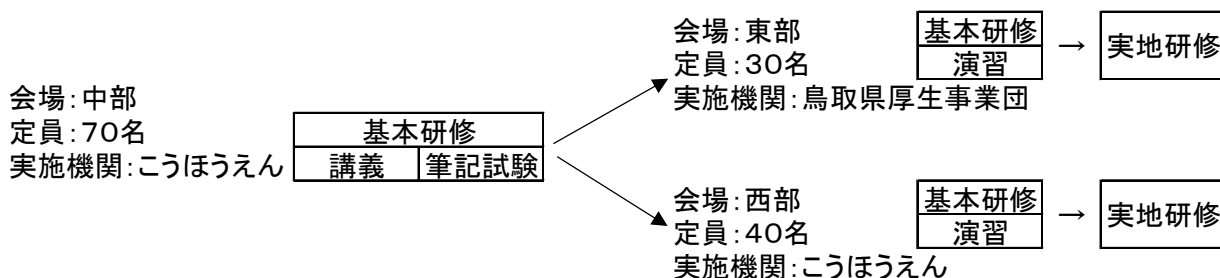 会場：中部
定員：70名
実施機関：こうほうえん
基本研修
講義
筆記試験
会場：東部
定員：30名
実施機関：鳥取県厚生事業団
基本研修
演習
→
実地研修
会場：西部
定員：40名
実施機関：こうほうえん
基本研修
演習
→
実地研修